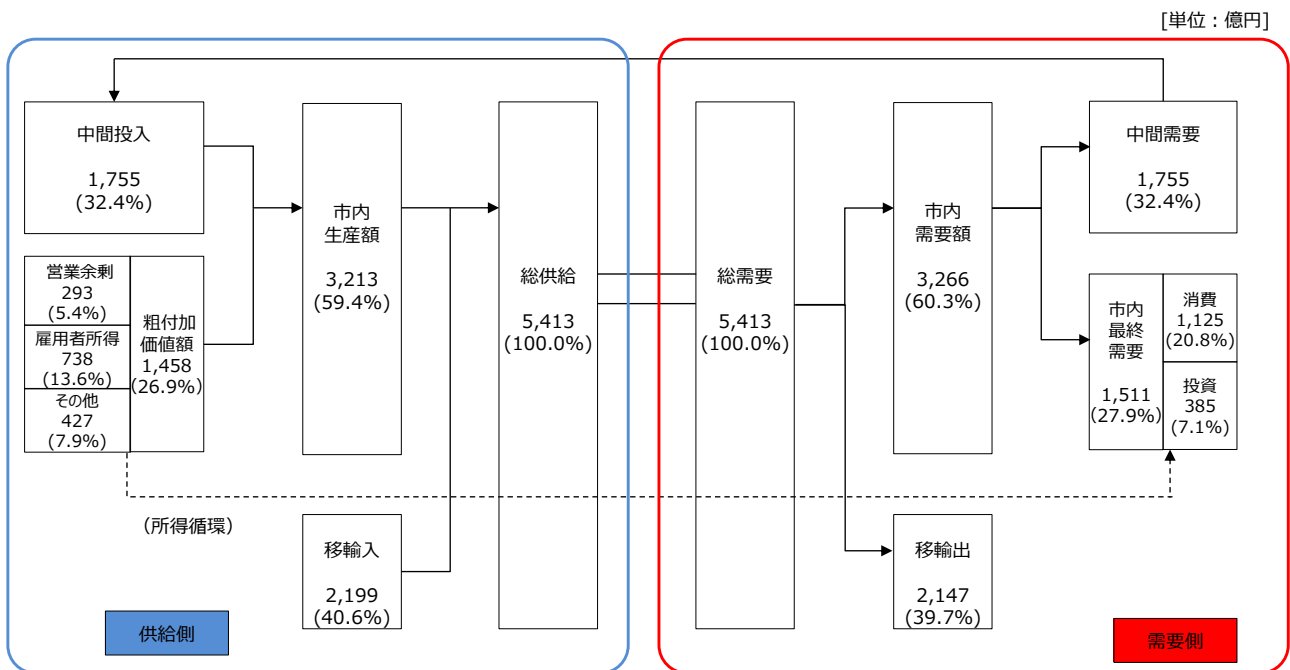 [単位：億円]
中間投入
1,755
(32.4%)
営業余剰
293
(5.4%)
雇用者所得
738
(13.6%)
その他
427
(7.9%)
粗付加
価値額
1,458
(26.9%)
市内
生産額
3,213
(59.4%)
移輸入
2,199
(40.6%)
総供給
5,413
(100.0%)
（所得循環）
供給側
総需要
5,413
(100.0%)
市内
需要額
3,266
(60.3%)
移輸出
2,147
(39.7%)
中間需要
1,755
(32.4%)
市内
最終
需要
1,511
(27.9%)
消費
1,125
(20.8%)
投資
385
(7.1%)
需要側